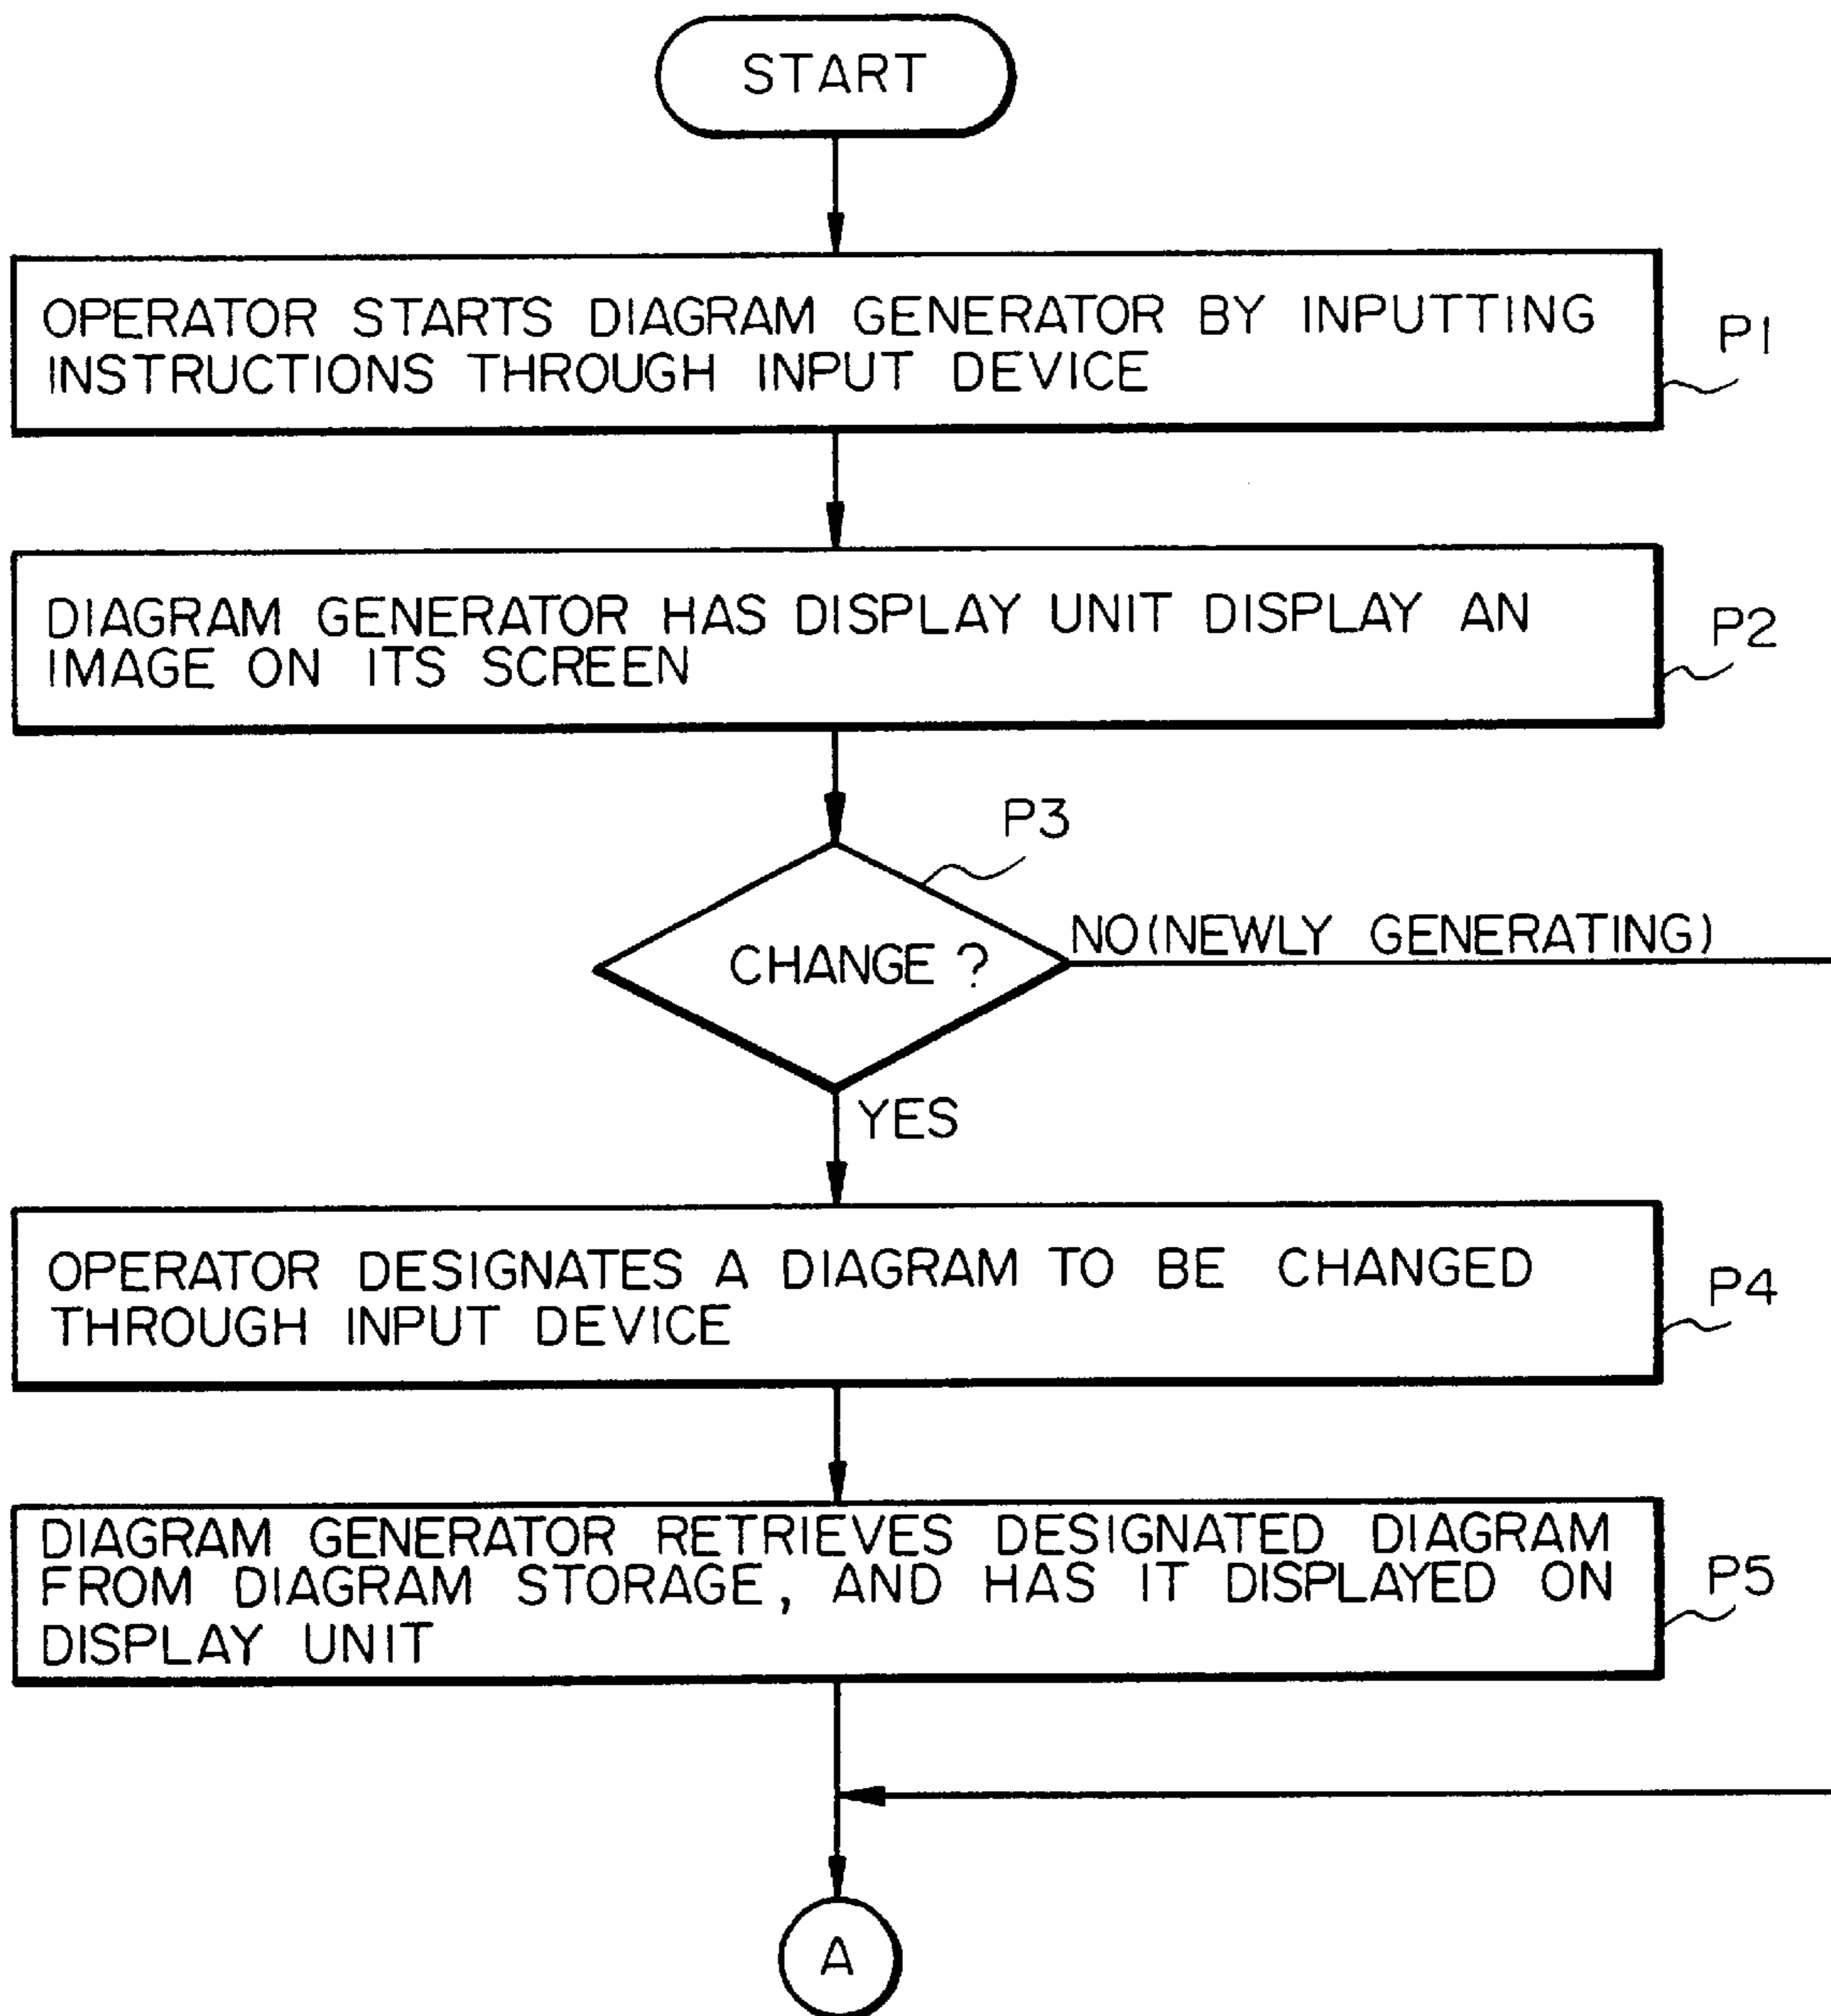 START
OPERATOR STARTS DIAGRAM GENERATOR BY INPUTTING
INSTRUCTIONS THROUGH INPUT DEVICE
P1
DIAGRAM GENERATOR HAS DISPLAY UNIT DISPLAY AN
IMAGE ON ITS SCREEN
P2
P3
CHANGE ?
NO(NEWLY GENERATING)
YES
OPERATOR DESIGNATES A DIAGRAM TO BE CHANGED
THROUGH INPUT DEVICE
P4
DIAGRAM GENERATOR RETRIEVES DESIGNATED DIAGRAM
FROM DIAGRAM STORAGE, AND HAS IT DISPLAYED ON
DISPLAY UNIT
P5
A